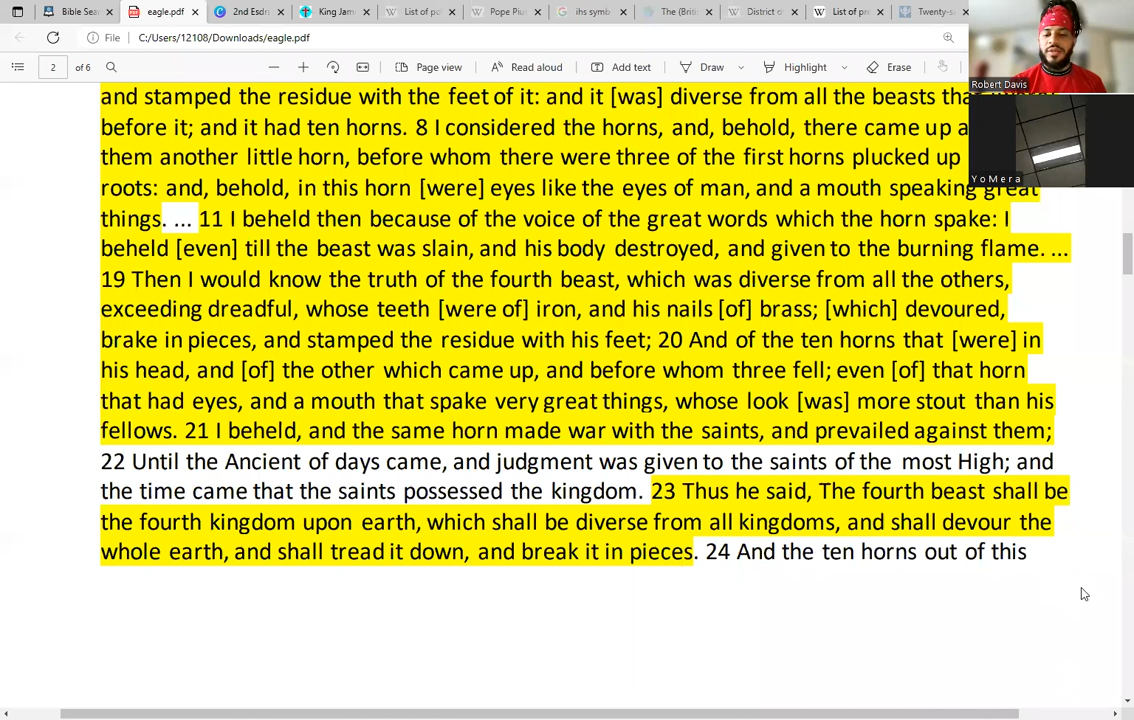 Bible Sea
eagle.pdf
2nd Esdr
King Jam
List of po
Pope Piu
ihs symb
The (Briti
District o
List of pre
Twenty-s
File
C:/Users/12108/Downloads/eagle.pdf
2 of 6
Page view
Read aloud
Add text
Draw
Highlight
Erase
Robert Davis
YoMera
and stamped the residue with the feet of it: and it [was] diverse from all the beasts
before it; and it had ten horns. 8 I considered the horns, and, behold, there came up
them another little horn, before whom there were three of the first horns plucked up
roots: and, behold, in this horn [were] eyes like the eyes of man, and a mouth speaking great
things. ... 11 I beheld then because of the voice of the great words which the horn spake: I
beheld [even] till the beast was slain, and his body destroyed, and given to the burning flame. ...
19 Then I would know the truth of the fourth beast, which was diverse from all the others,
exceeding dreadful, whose teeth [were of] iron, and his nails [of] brass; [which] devoured,
brake in pieces, and stamped the residue with his feet; 20 And of the ten horns that [were] in
his head, and [of] the other which came up, and before whom three fell; even [of] that horn
that had eyes, and a mouth that spake very great things, whose look [was] more stout than his
fellows. 21 I beheld, and the same horn made war with the saints, and prevailed against them;
22 Until the Ancient of days came, and judgment was given to the saints of the most High; and
the time came that the saints possessed the kingdom. 23 Thus he said, The fourth beast shall be
the fourth kingdom upon earth, which shall be diverse from all kingdoms, and shall devour the
whole earth, and shall tread it down, and break it in pieces. 24 And the ten horns out of this